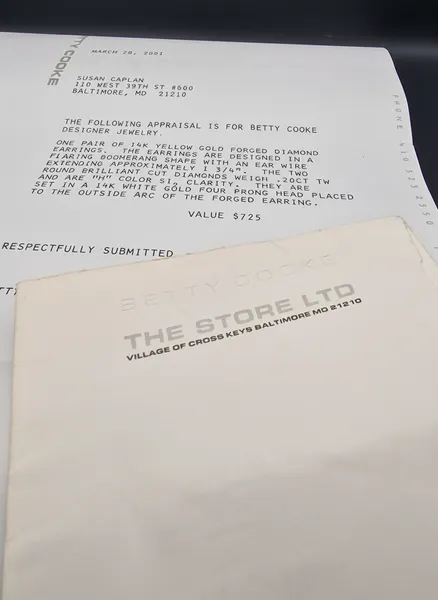 TY COOKE
MARCH 20, 2001
SUSAN CAPLAN
110 WEST 39TH ST #600
BALTIMORE, MD 21210
THE FOLLOWING APPRAISAL IS FOR BETTY COOKE
DESIGNER JEWELRY.
ONE PAIR OF 14K YELLOW GOLD FORGED DIAMOND
EARRINGS. THE EARRINGS ARE DESIGNED IN A
FLARING BOOMERANG SHAPE WITH AN EAR WIRE
EXTENDING APPROXIMATELY 1 3/4". THE TWO
ROUND BRILLIANT CUT DIAMONDS WEIGH .20CT TW
AND ARE "H" COLOR SI, CLARITY. THEY ARE
SET IN A 14K WHITE GOLD FOUR PRONG HEAD PLACED
TO THE OUTSIDE ARC OF THE FORGED EARRING.
VALUE $725
RESPECTFULLY SUBMITTED
PHONE 410 323 2350
BETTY COOKE
THE STORE LTD
VILLAGE OF CROSS KEYS BALTIMORE MD 21210